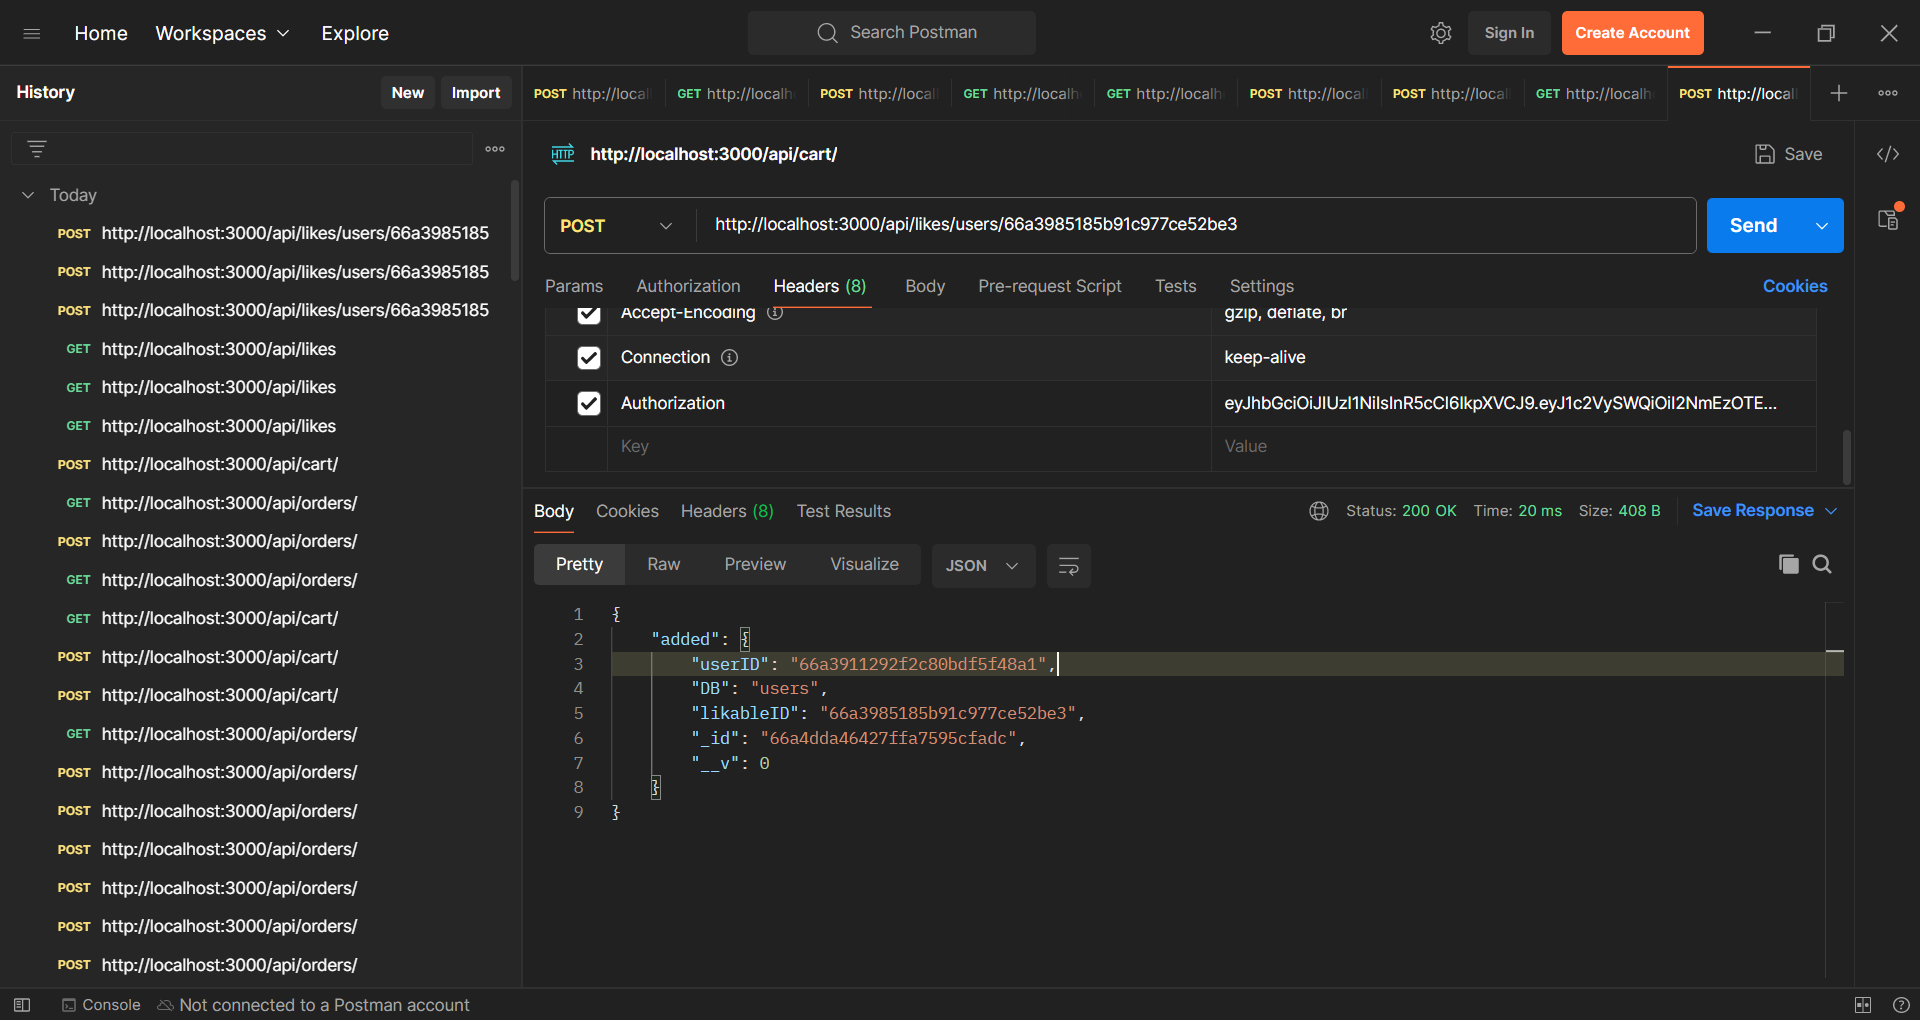 Home Workspaces Explore Search Postman Sign In Create Account
History New Import
POST http://local GET http://localh POST http://local GET http://localh GET http://localh POST http://local POST http://local GET http://localh POST http://local
HTTP http://localhost:3000/api/cart/ Save
Today
POST http://localhost:3000/api/likes/users/66a3985185
POST http://localhost:3000/api/likes/users/66a3985185
POST http://localhost:3000/api/likes/users/66a3985185
GET http://localhost:3000/api/likes
GET http://localhost:3000/api/likes
GET http://localhost:3000/api/likes
POST http://localhost:3000/api/cart/
GET http://localhost:3000/api/orders/
POST http://localhost:3000/api/orders/
GET http://localhost:3000/api/orders/
GET http://localhost:3000/api/cart/
POST http://localhost:3000/api/cart/
POST http://localhost:3000/api/cart/
GET http://localhost:3000/api/orders/
POST http://localhost:3000/api/orders/
POST http://localhost:3000/api/orders/
POST http://localhost:3000/api/orders/
POST http://localhost:3000/api/orders/
POST http://localhost:3000/api/orders/
POST http://localhost:3000/api/orders/
POST http://localhost:3000/api/likes/users/66a3985185b91c977ce52be3 Send
Params Authorization Headers (8) Body Pre-request Script Tests Settings Cookies
Accept-Encoding gzip, deflate, br
Connection keep-alive
Authorization eyJhbGciOiJIUzI1NiIsInR5cCI6IkpXVCJ9.eyJ1c2VySWQiOiI2NmEzOTE...
Key Value
Body Cookies Headers (8) Test Results Status: 200 OK Time: 20 ms Size: 408 B Save Response
Pretty Raw Preview Visualize JSON
1 {
2 "added": {
3 "userID": "66a3911292f2c80bdf5f48a1",
4 "DB": "users",
5 "likableID": "66a3985185b91c977ce52be3",
6 "_id": "66a4dda46427ffa7595cfadc",
7 "__v": 0
8 }
9 }
Console Not connected to a Postman account